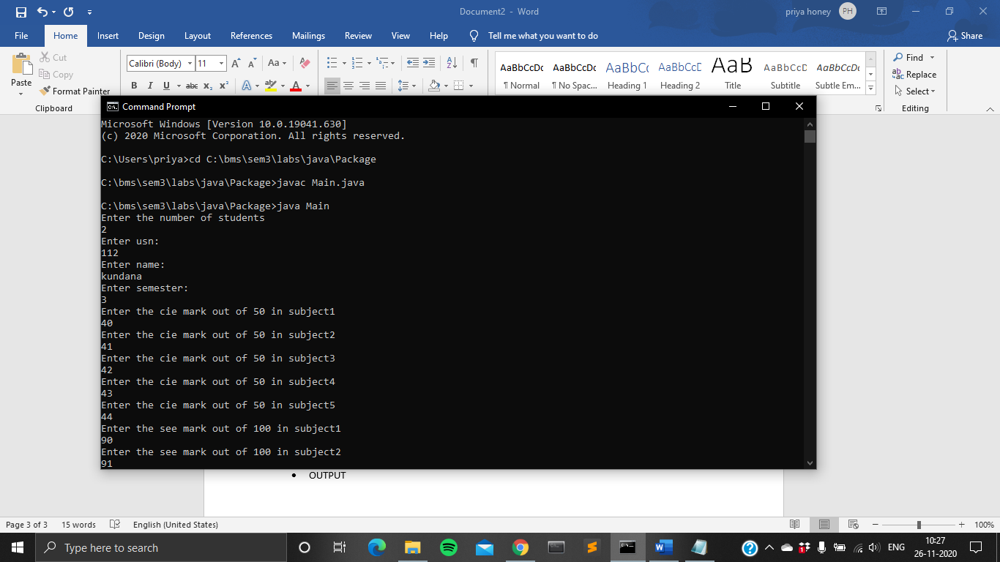 Document2 - Word
priya honey
PH
File Home Insert Design Layout References Mailings Review View Help Tell me what you want to do Share
Cut
Copy
Paste
Format Painter
Clipboard
Calibri (Body) 11
Aa
B I U abc x₂ x² A ab A
AaBbCcDc AaBbCcDc AaBbCc AaBbCcD AaB AaBbCcD AaBbCcDc
¶ Normal ¶ No Spac... Heading 1 Heading 2 Title Subtitle Subtle Em...
Find
Replace
Select
Editing
Command Prompt
Microsoft Windows [Version 10.0.19041.630]
(c) 2020 Microsoft Corporation. All rights reserved.
C:\Users\priya>cd C:\bms\sem3\labs\java\Package
C:\bms\sem3\labs\java\Package>javac Main.java
C:\bms\sem3\labs\java\Package>java Main
Enter the number of students
2
Enter usn:
112
Enter name:
kundana
Enter semester:
3
Enter the cie mark out of 50 in subject1
40
Enter the cie mark out of 50 in subject2
41
Enter the cie mark out of 50 in subject3
42
Enter the cie mark out of 50 in subject4
43
Enter the cie mark out of 50 in subject5
44
Enter the see mark out of 100 in subject1
90
Enter the see mark out of 100 in subject2
91
• OUTPUT
Page 3 of 3 15 words English (United States) 100%
Type here to search
ENG
10:27
26-11-2020